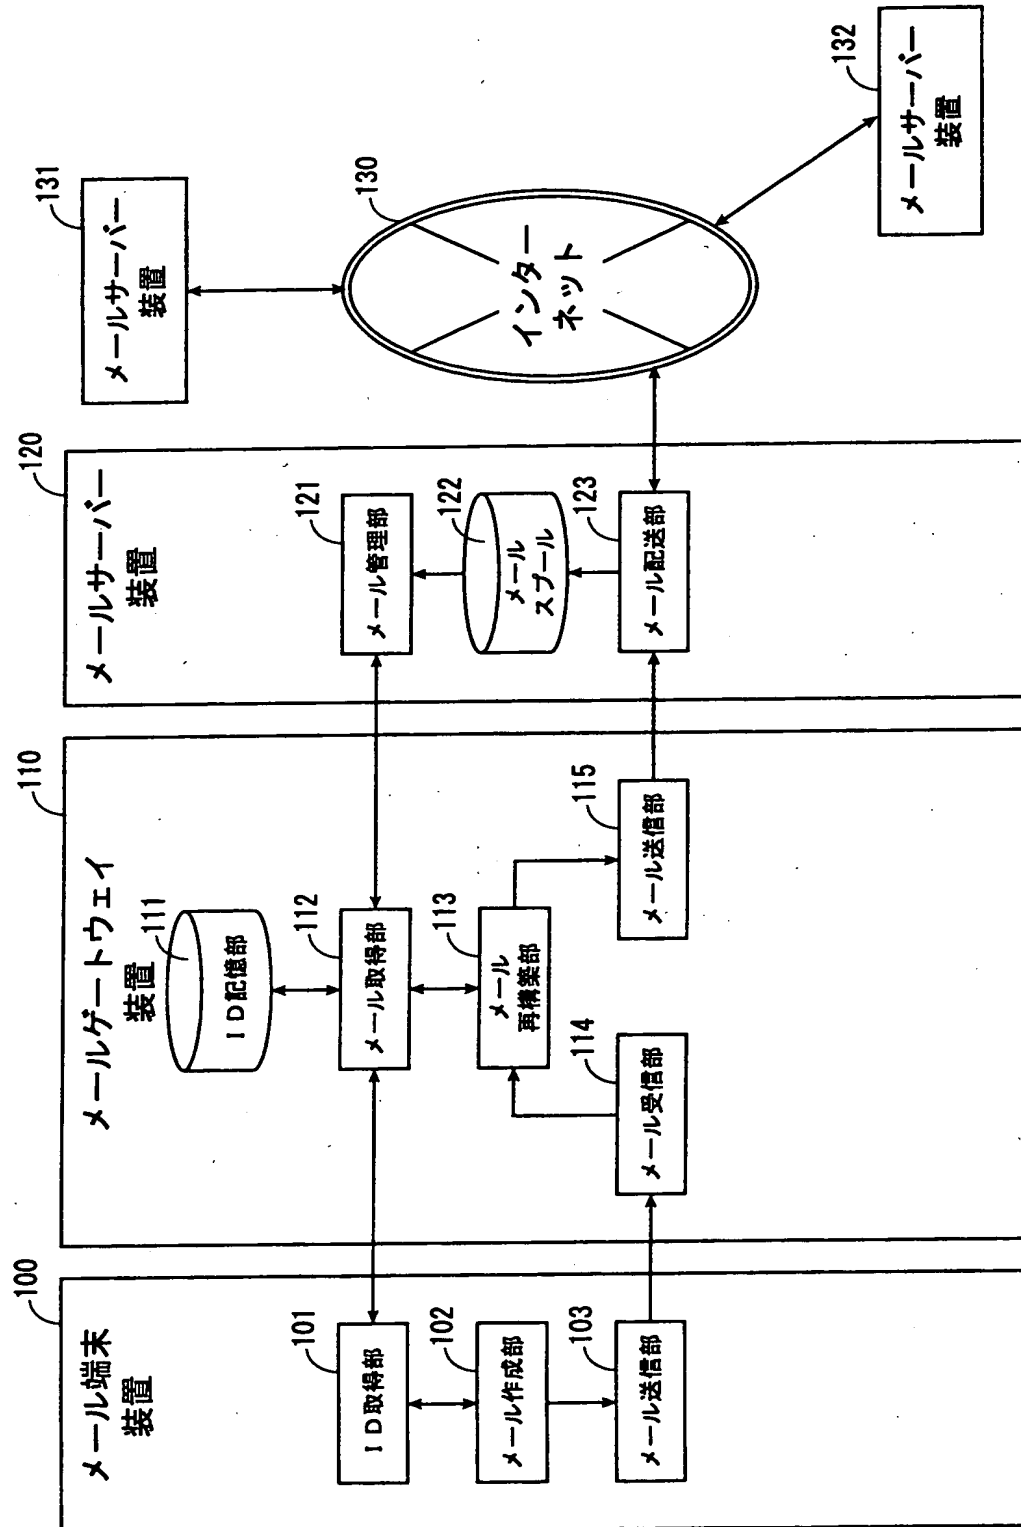 100
メール端末
装置
101
ID取得部
102
メール作成部
103
メール送信部
110
メールゲートウェイ
装置
111
ID記憶部
112
メール取得部
113
メール
再構築部
114
メール受信部
115
メール送信部
120
メールサーバー
装置
121
メール管理部
122
メール
スプール
123
メール配送部
130
インター
ネット
131
メールサーバー
装置
132
メールサーバー
装置